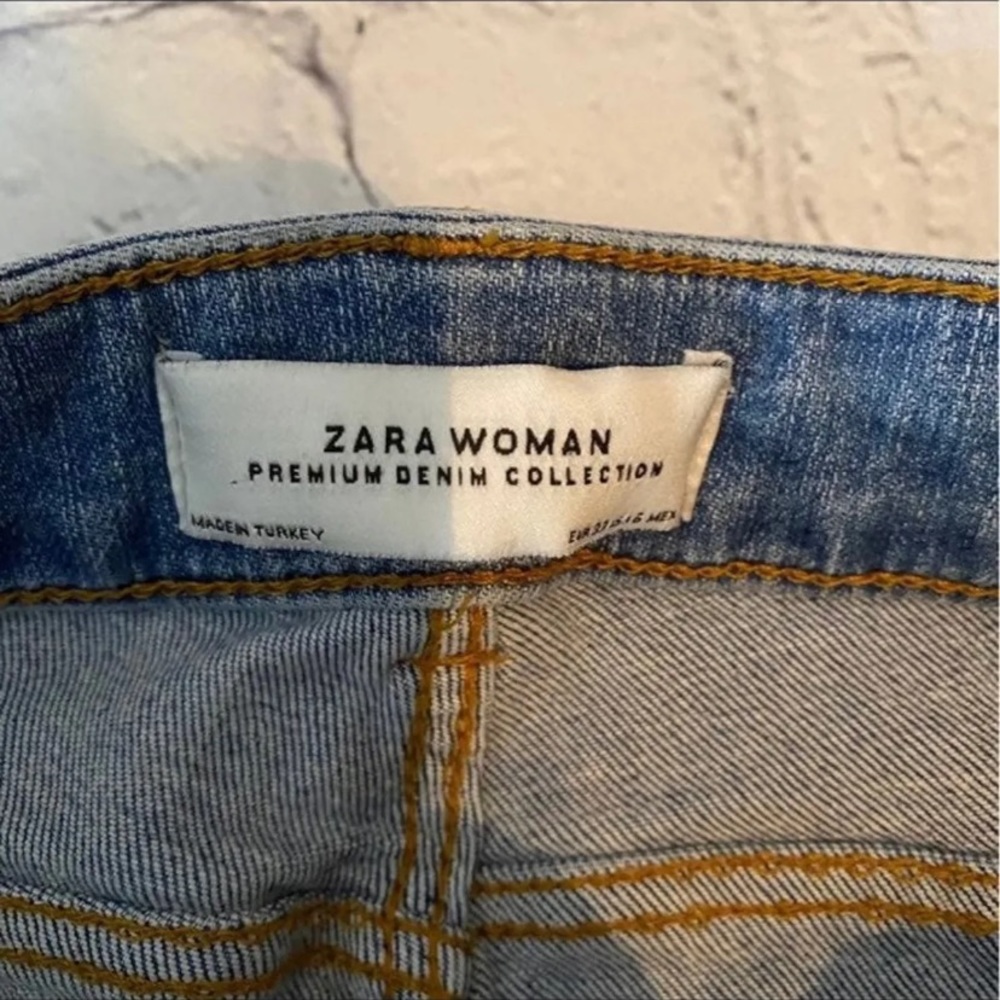 ZARA WOMAN
PREMIUM DENIM COLLECTION
MADE IN TURKEY
EUR MEX